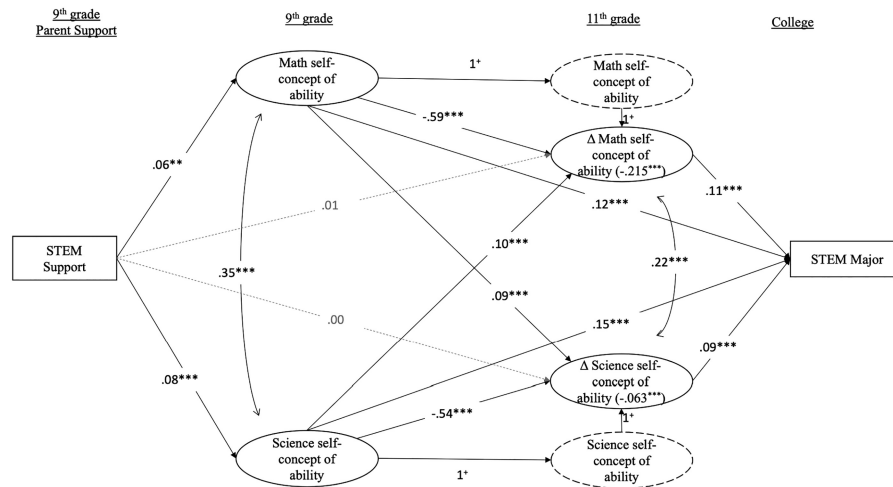 9th grade
Parent Support
9th grade
11th grade
College
Math self-
concept of
ability
1+
Math self-
concept of
ability
-.59***
1+
Δ Math self-
concept of
ability (-.215***)
.06**
.01
.12***
.11***
.10***
STEM
Support
.35***
.22***
STEM Major
.09***
.00
.15***
.08***
Δ Science self-
concept of
ability (-.063***)
.09***
-.54***
1+
Science self-
concept of
ability
1+
Science self-
concept of
ability